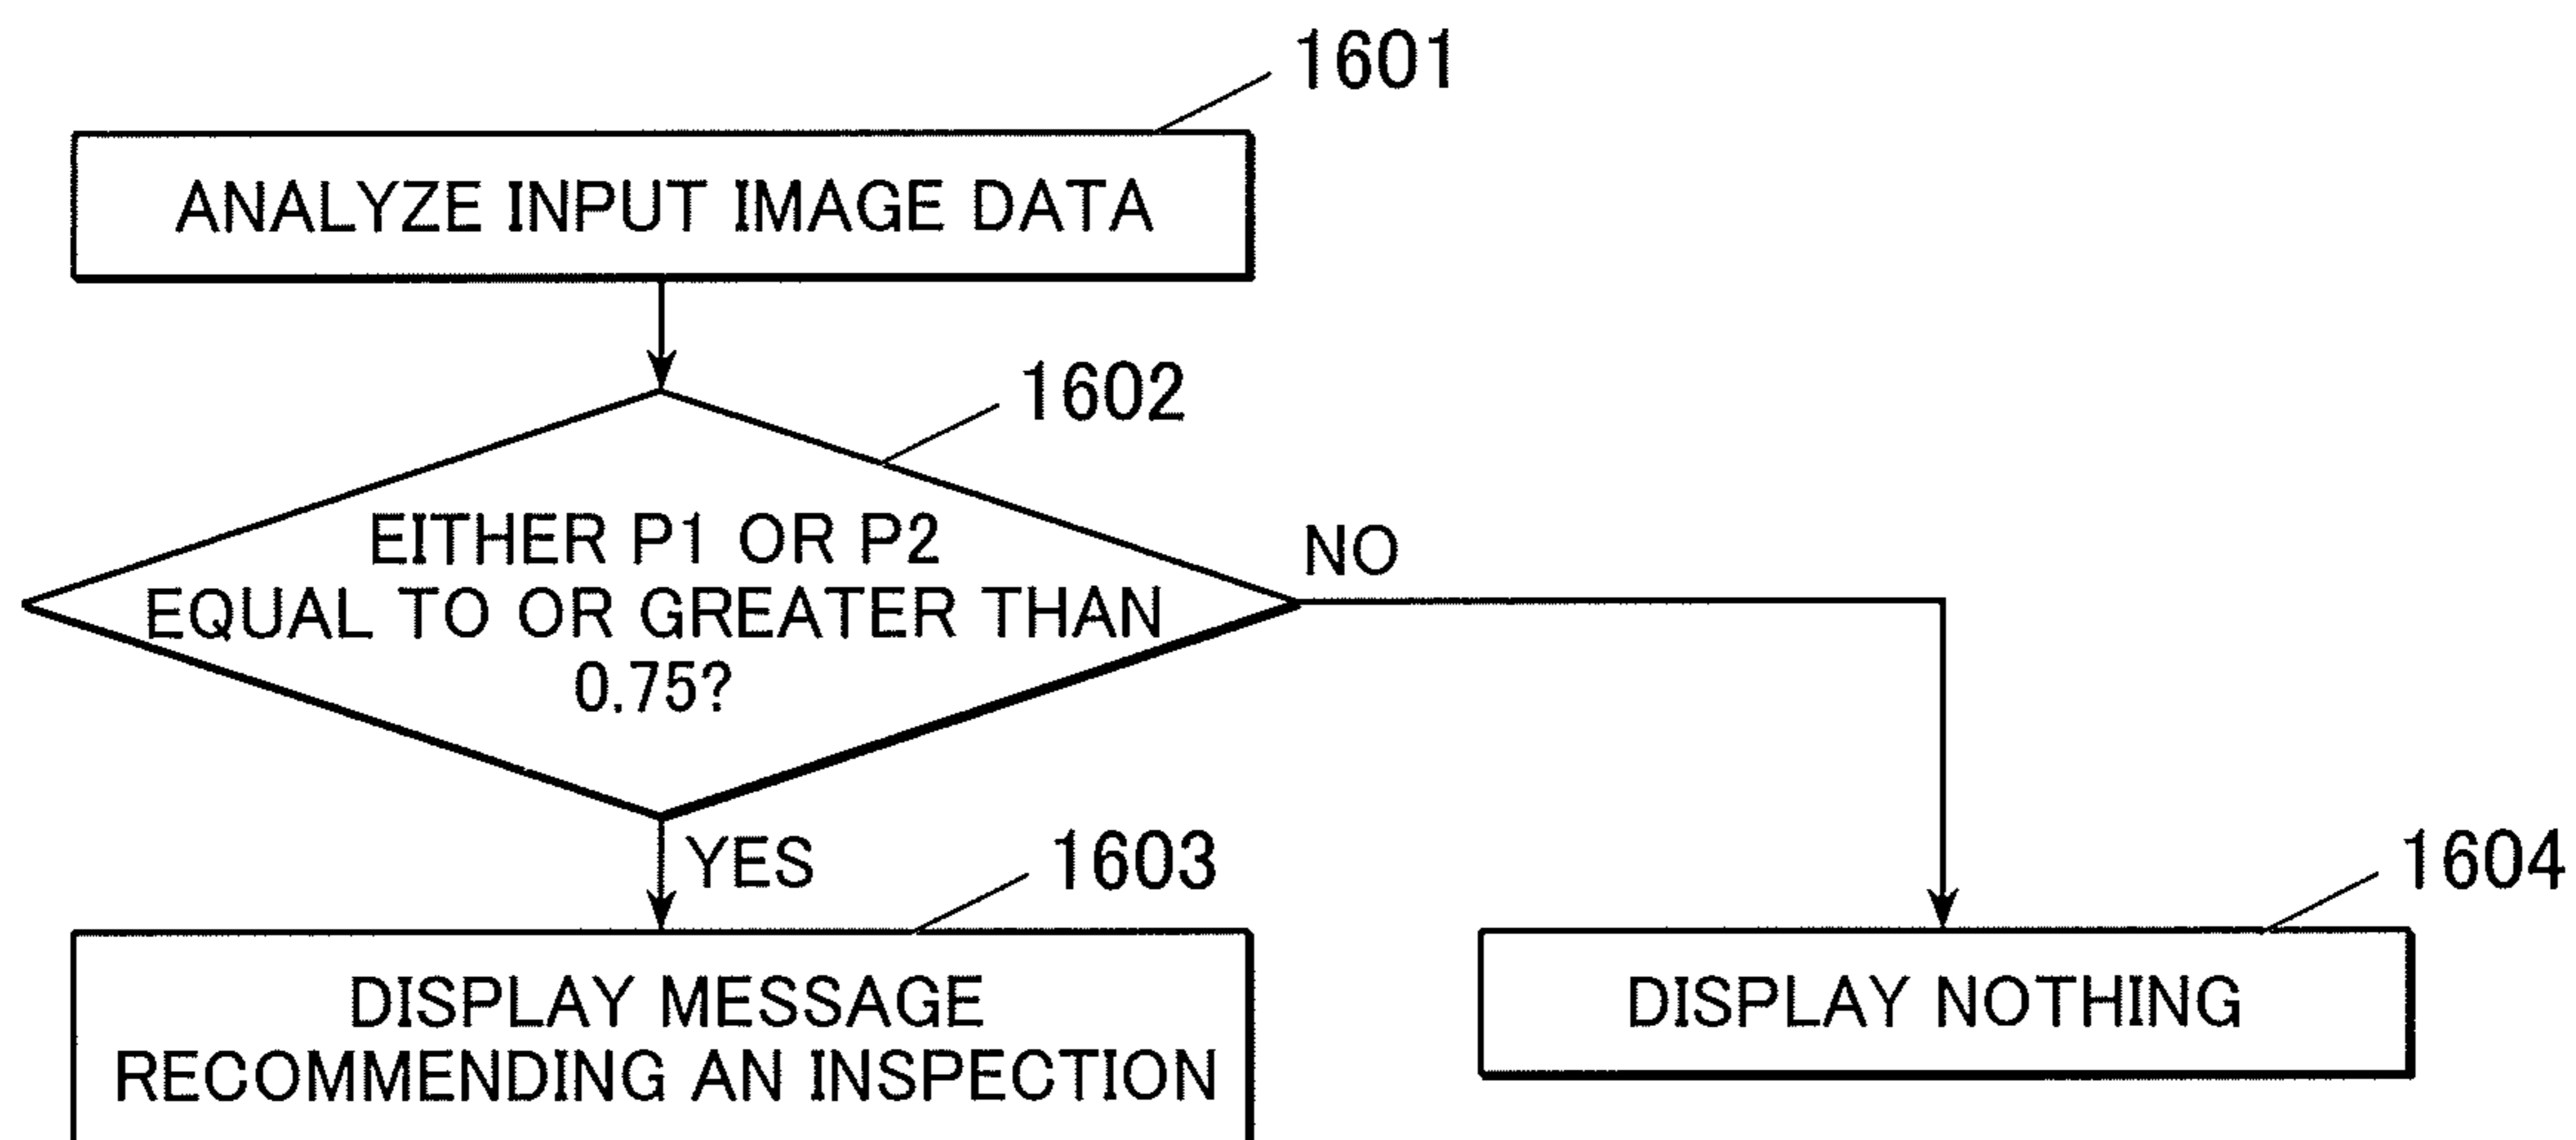 1601
ANALYZE INPUT IMAGE DATA
1602
EITHER P1 OR P2
EQUAL TO OR GREATER THAN
0.75?
NO
YES
1603
DISPLAY MESSAGE
RECOMMENDING AN INSPECTION
1604
DISPLAY NOTHING